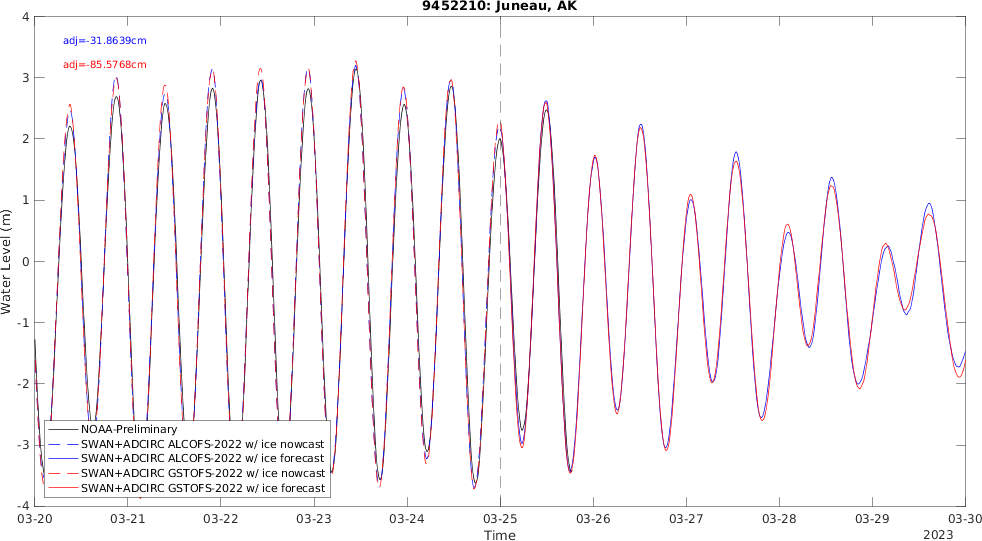 9452210: Juneau, AK
adj=-31.8639cm
adj=-85.5768cm
Water Level (m)
4
3
2
1
0
-1
-2
-3
-4
NOAA-Preliminary
SWAN+ADCIRC ALCOFS-2022 w/ ice nowcast
SWAN+ADCIRC ALCOFS-2022 w/ ice forecast
SWAN+ADCIRC GSTOFS-2022 w/ ice nowcast
SWAN+ADCIRC GSTOFS-2022 w/ ice forecast
03-20 03-21 03-22 03-23 03-24 03-25 03-26 03-27 03-28 03-29 03-30
Time
2023